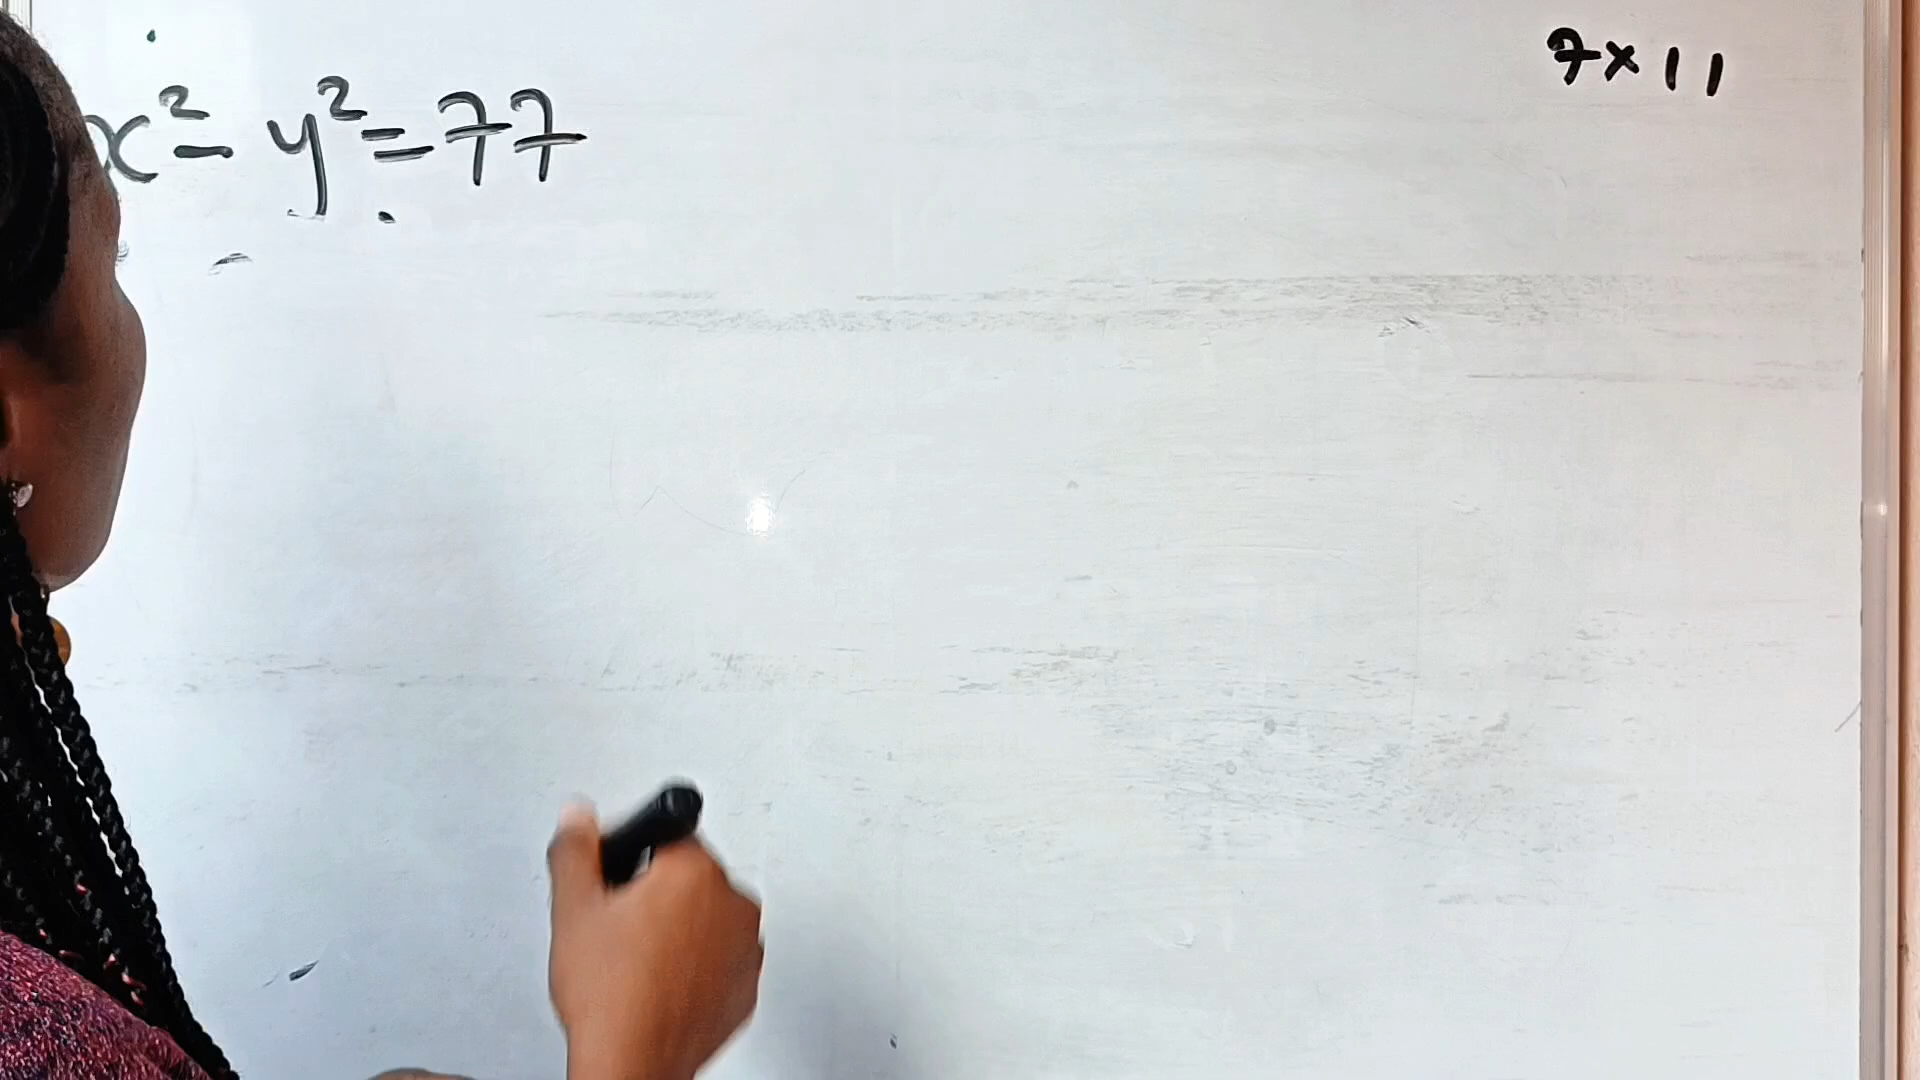 x² - y² = 77
7 x 11